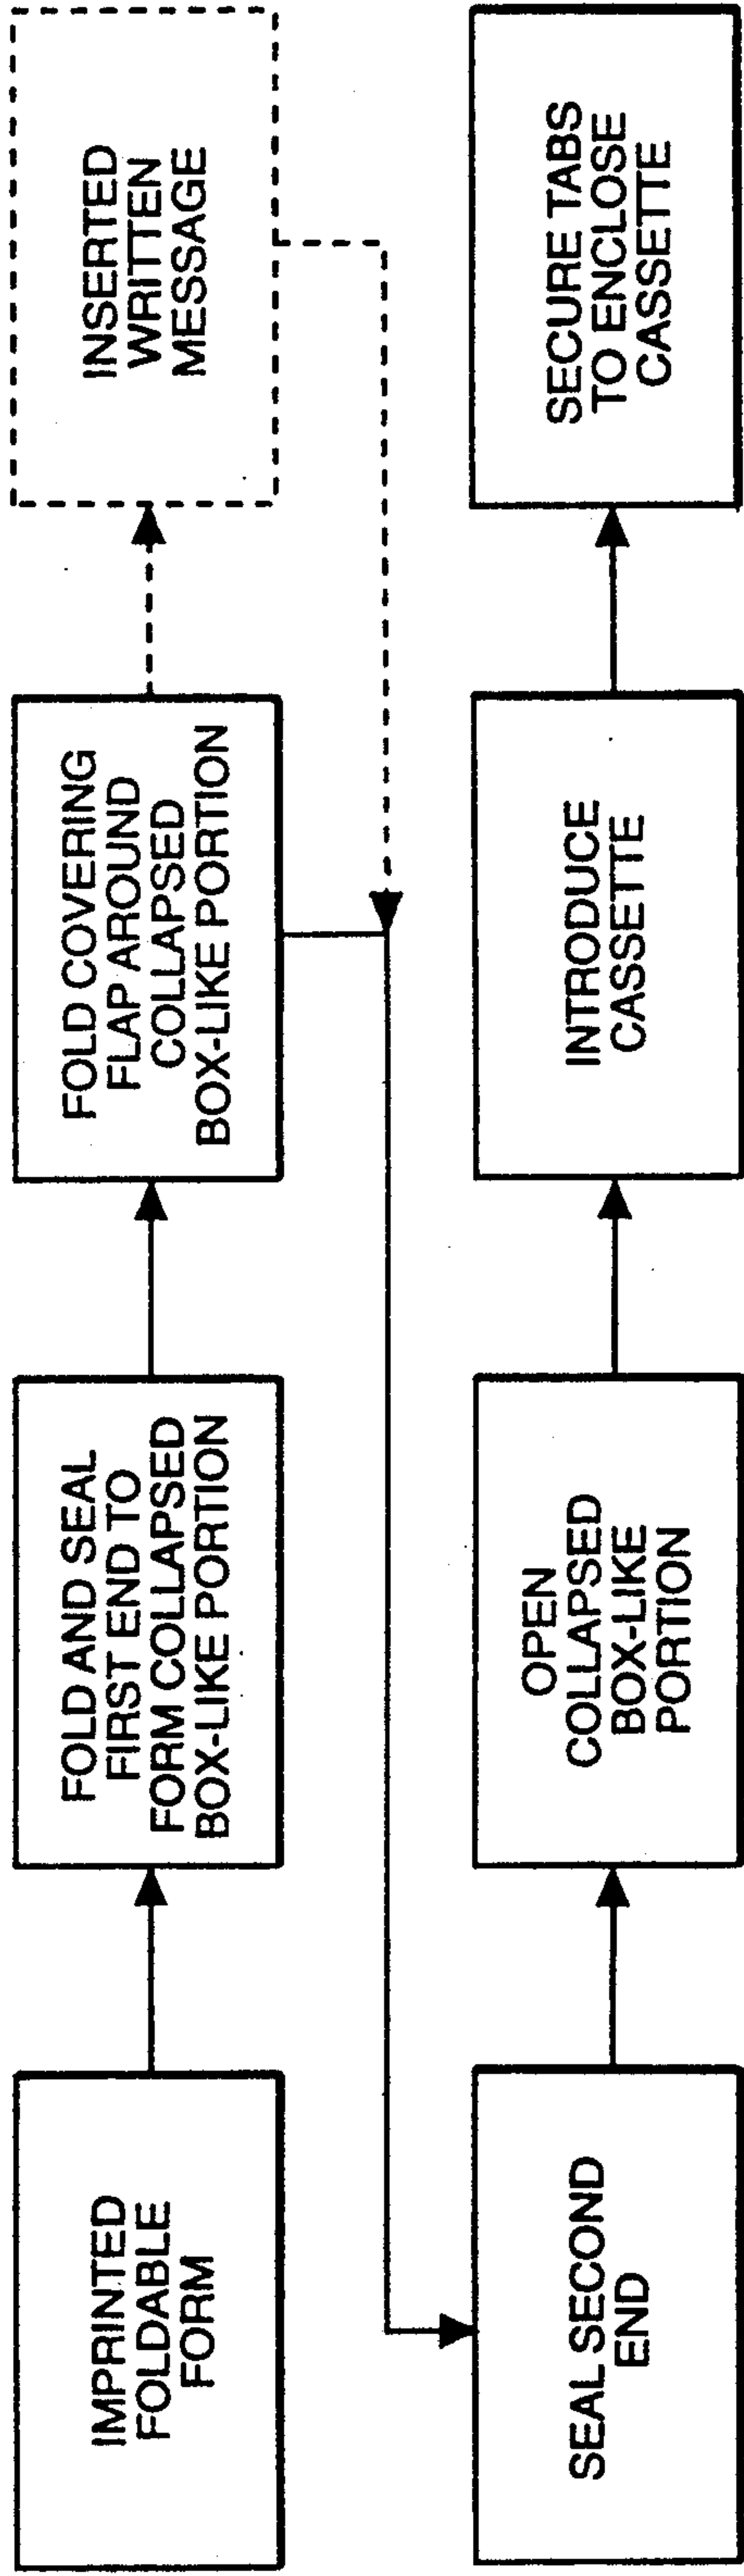 IMPRINTED
FOLDABLE
FORM
FOLD AND SEAL
FIRST END TO
FORM COLLAPSED
BOX-LIKE PORTION
FOLD COVERING
FLAP AROUND
COLLAPSED
BOX-LIKE PORTION
INSERTED
WRITTEN
MESSAGE
SEAL SECOND
END
OPEN
COLLAPSED
BOX-LIKE
PORTION
INTRODUCE
CASSETTE
SECURE TABS
TO ENCLOSE
CASSETTE